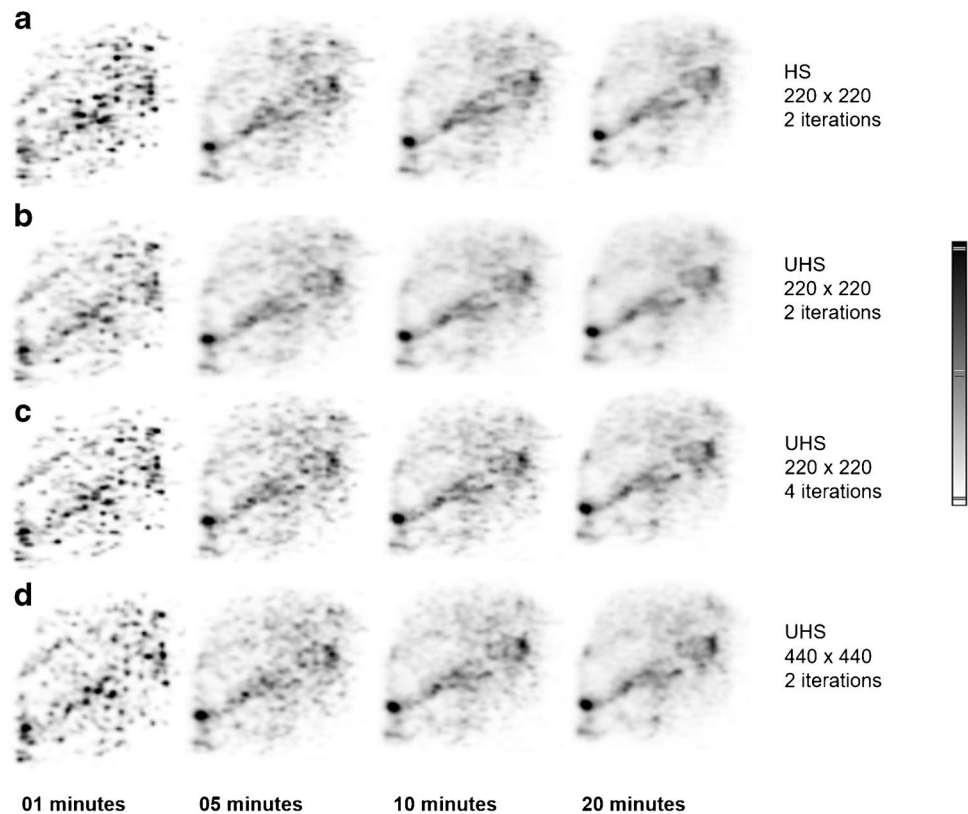 a
HS
220 x 220
2 iterations
b
UHS
220 x 220
2 iterations
c
UHS
220 x 220
4 iterations
d
UHS
440 x 440
2 iterations
01 minutes
05 minutes
10 minutes
20 minutes